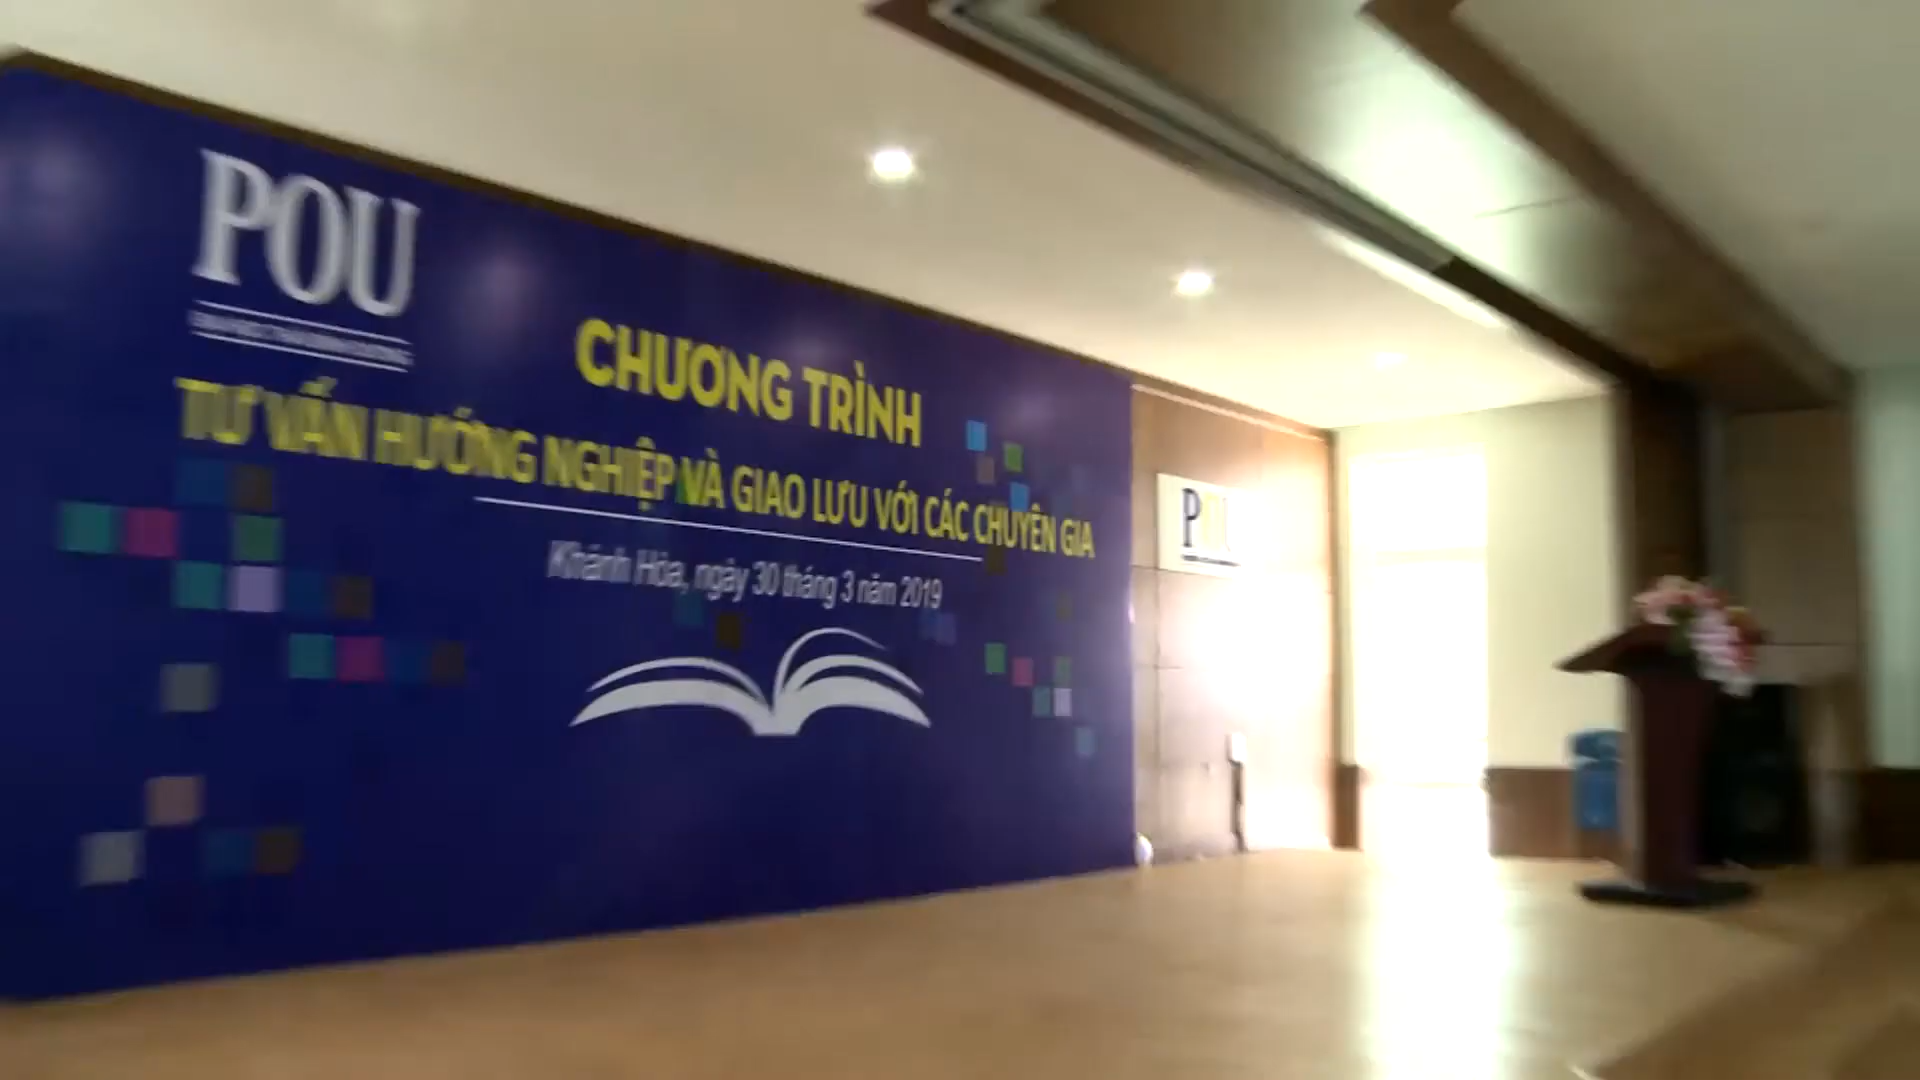 POU
CHƯƠNG TRÌNH
TƯ VẤN HƯỚNG NGHIỆP VÀ GIAO LƯU VỚI CÁC CHUYÊN GIA
Khánh Hòa, ngày 30 tháng 3 năm 2019